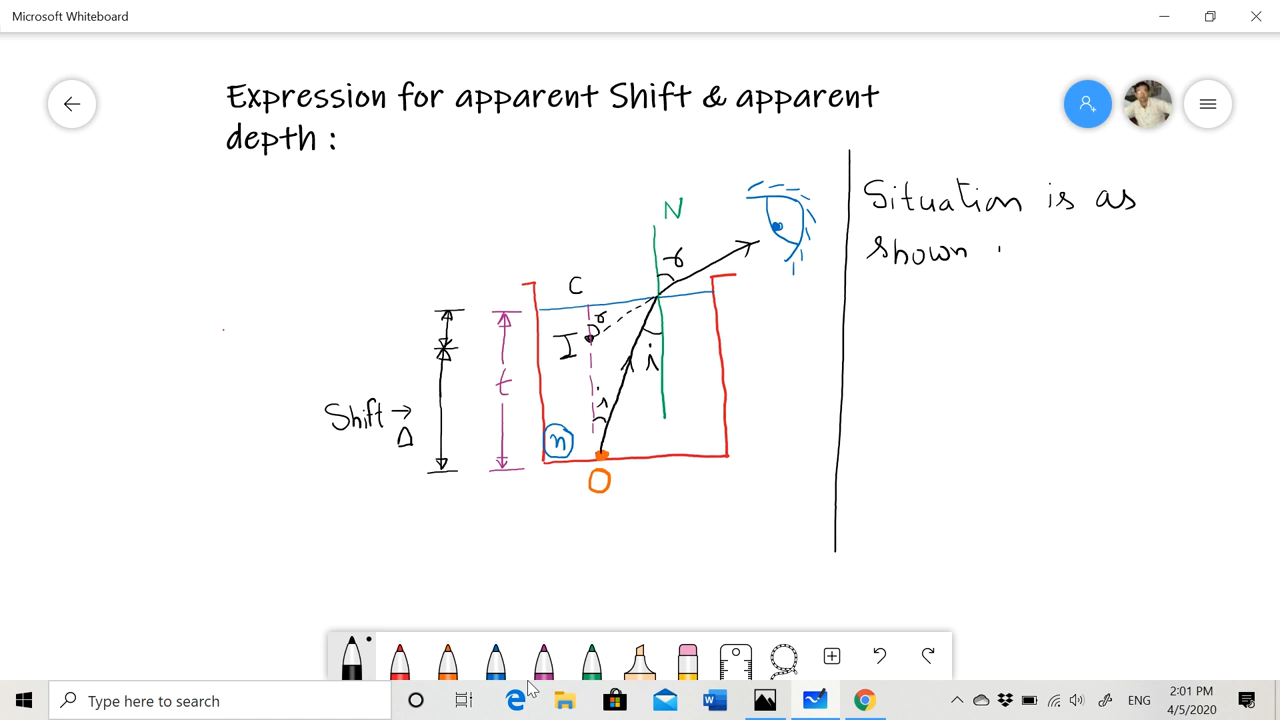 Microsoft Whiteboard
Expression for apparent Shift & apparent
depth :
Situation is as
shown
N
r
C
r
I
i
t
i
Shift →
Δ
n
O
Type here to search
ENG
2:01 PM
4/5/2020